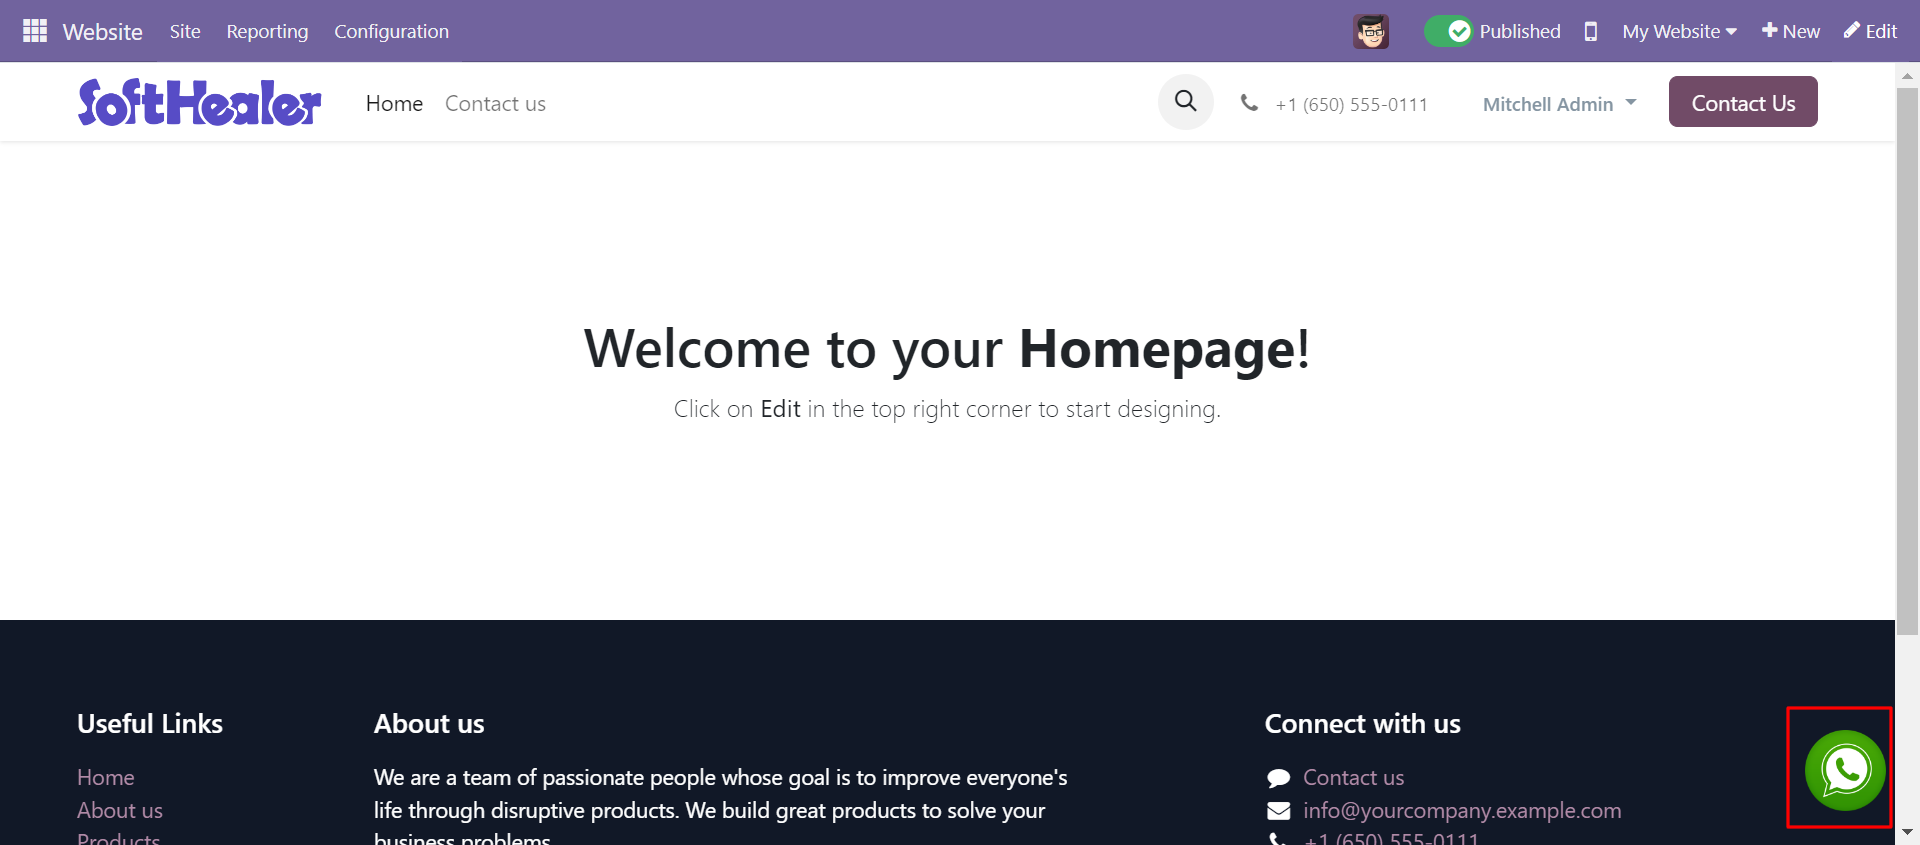 Website Site Reporting Configuration Published My Website New Edit
SoftHealer Home Contact us +1 (650) 555-0111 Mitchell Admin Contact Us
Welcome to your Homepage!
Click on Edit in the top right corner to start designing.
Useful Links
Home
About us
Products
About us
We are a team of passionate people whose goal is to improve everyone's
life through disruptive products. We build great products to solve your
business problems.
Connect with us
Contact us
info@yourcompany.example.com
+1 (650) 555-0111